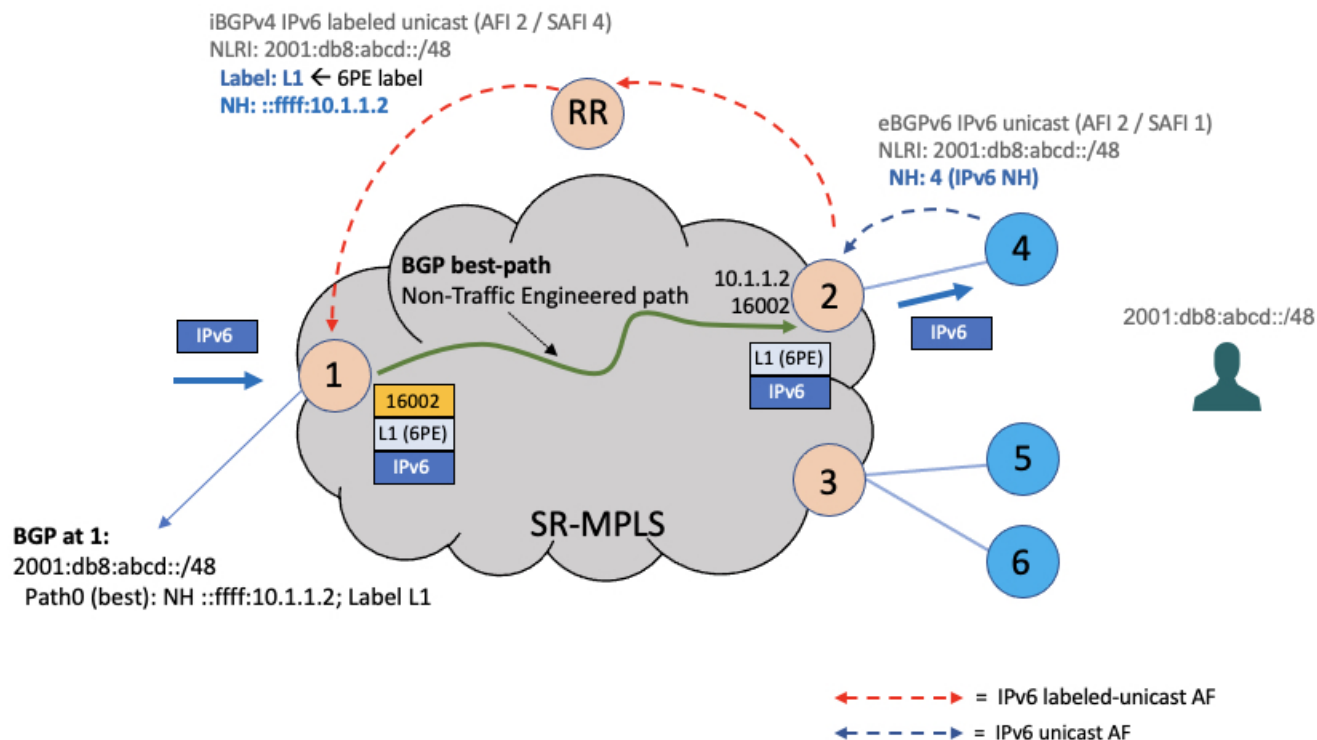 iBGPv4 IPv6 labeled unicast (AFI 2 / SAFI 4)
NLRI: 2001:db8:abcd::/48
Label: L1 ← 6PE label
NH: ::ffff:10.1.1.2
RR
eBGPv6 IPv6 unicast (AFI 2 / SAFI 1)
NLRI: 2001:db8:abcd::/48
NH: 4 (IPv6 NH)
4
BGP best-path
Non-Traffic Engineered path
10.1.1.2
16002
2
IPv6
2001:db8:abcd::/48
IPv6
1
L1 (6PE)
IPv6
16002
L1 (6PE)
IPv6
3
5
6
SR-MPLS
BGP at 1:
2001:db8:abcd::/48
Path0 (best): NH ::ffff:10.1.1.2; Label L1
= IPv6 labeled-unicast AF
= IPv6 unicast AF